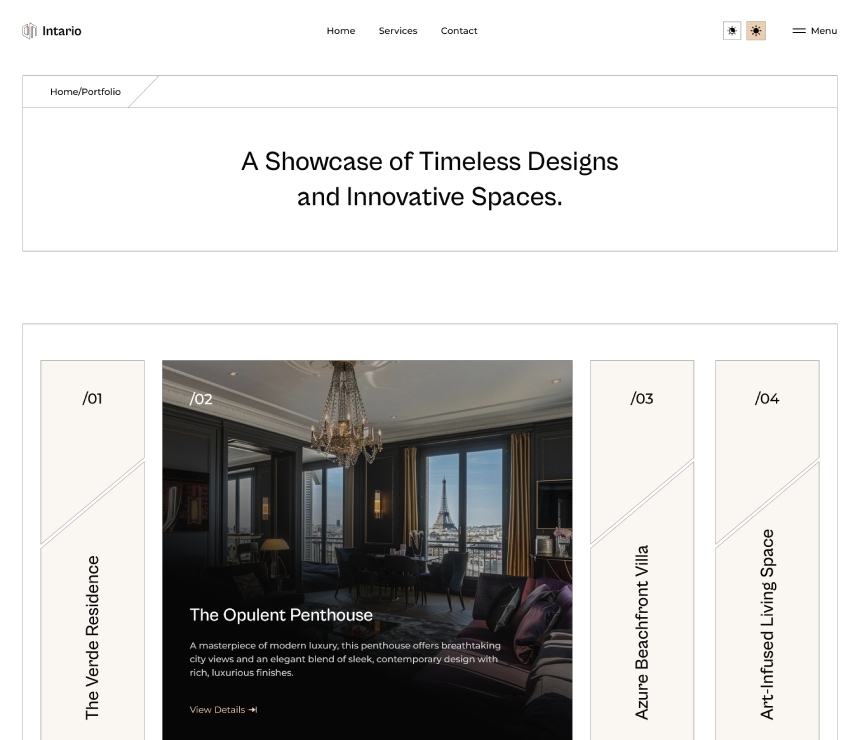 Intario
Home
Services
Contact
Menu
Home/Portfolio
A Showcase of Timeless Designs
and Innovative Spaces.
/01
The Verde Residence
/02
The Opulent Penthouse
A masterpiece of modern luxury, this penthouse offers breathtaking
city views and an elegant blend of sleek, contemporary design with
rich, luxurious finishes.
View Details
/03
Azure Beachfront Villa
/04
Art-Infused Living Space